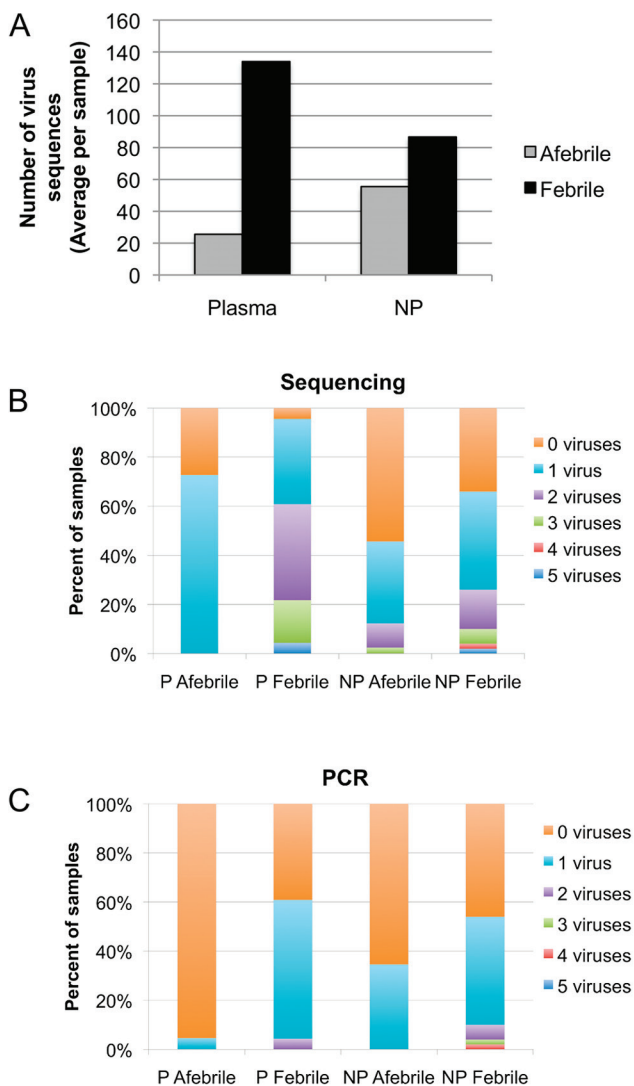 A
Number of virus
sequences
(Average per sample)
160
140
120
100
80
60
40
20
0
Plasma
NP
Afebrile
Febrile
B
Sequencing
Percent of samples
100%
80%
60%
40%
20%
0%
P Afebrile
P Febrile
NP Afebrile
NP Febrile
0 viruses
1 virus
2 viruses
3 viruses
4 viruses
5 viruses
C
PCR
Percent of samples
100%
80%
60%
40%
20%
0%
P Afebrile
P Febrile
NP Afebrile
NP Febrile
0 viruses
1 virus
2 viruses
3 viruses
4 viruses
5 viruses